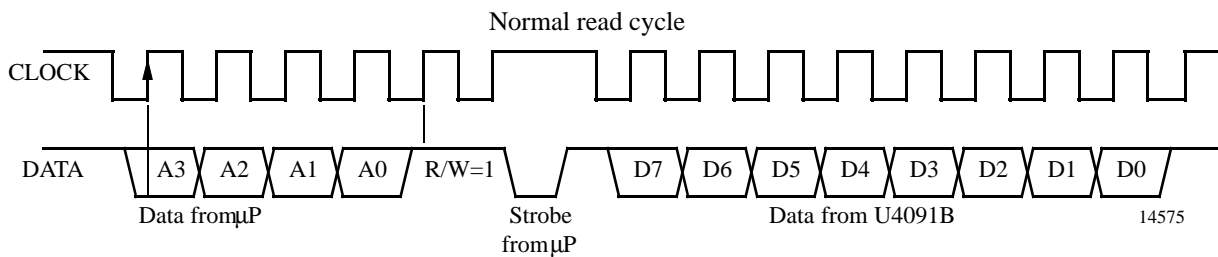 Normal read cycle
CLOCK
DATA
A3 A2 A1 A0 R/W=1 D7 D6 D5 D4 D3 D2 D1 D0
Data fromμP
Strobe
fromμP
Data from U4091B
14575